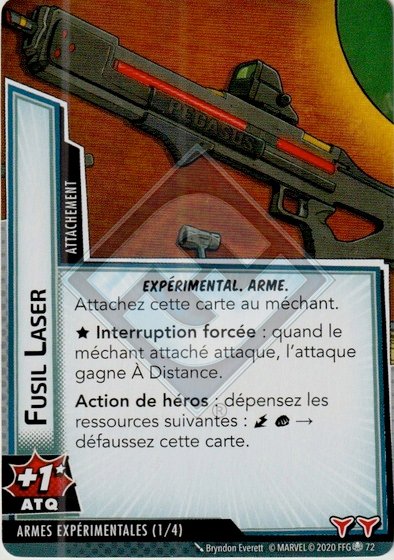 PEGASUS
ATTACHEMENT
FUSIL LASER
EXPÉRIMENTAL. ARME.
Attachez cette carte au méchant.
★ Interruption forcée : quand le
méchant attaché attaque, l'attaque
gagne À Distance.
Action de héros : dépensez les
ressources suivantes : →
défaussez cette carte.
+1★
ATQ
ARMES EXPÉRIMENTALES (1/4)
Bryndon Everett © MARVEL © 2020 FFG 72
®